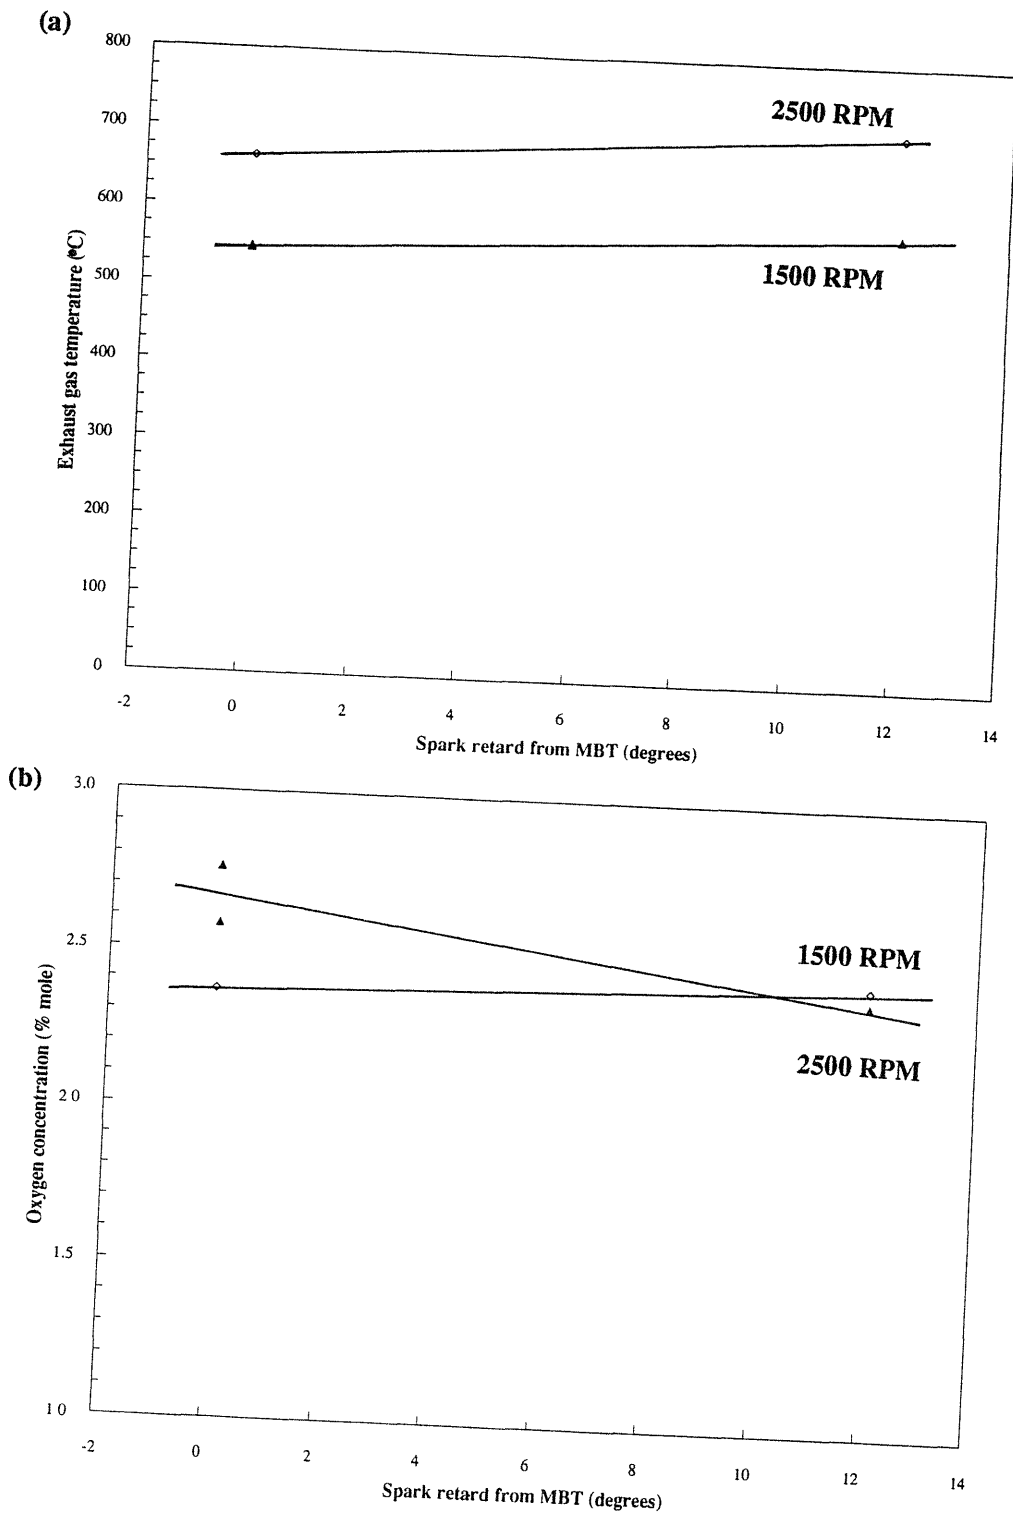 (a)
800
700
600
500
400
300
200
100
0
Exhaust gas temperature (°C)
2500 RPM
1500 RPM
-2 0 2 4 6 8 10 12 14
Spark retard from MBT (degrees)
(b)
3.0
2.5
2 0
1.5
1 0
Oxygen concentration (% mole)
1500 RPM
2500 RPM
-2 0 2 4 6 8 10 12 14
Spark retard from MBT (degrees)